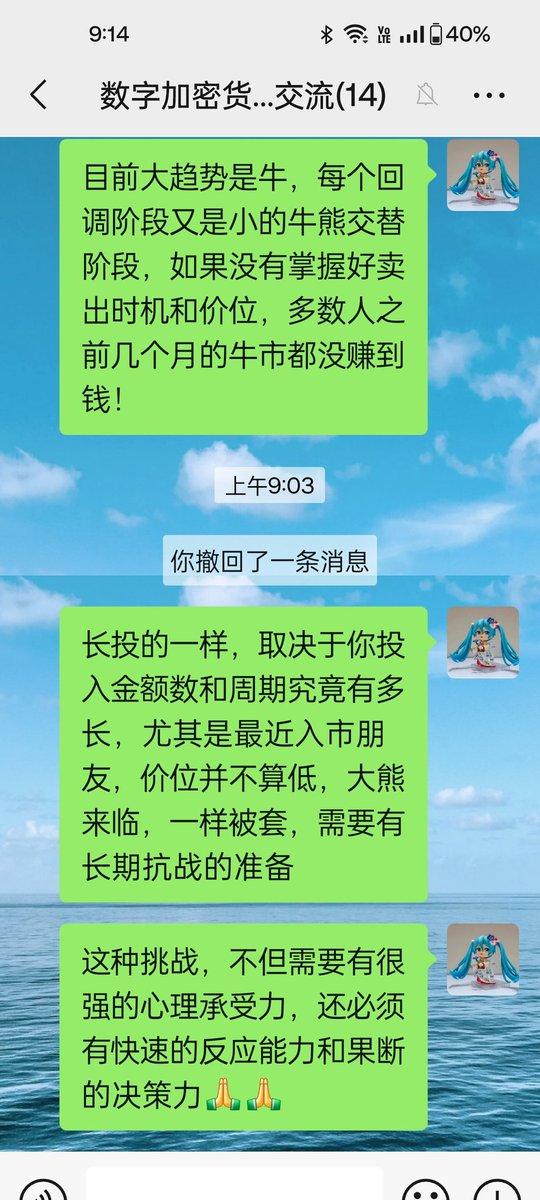 9:14
VO LTE
40%
数字加密货...交流(14)
目前大趋势是牛，每个回
调阶段又是小的牛熊交替
阶段，如果没有掌握好卖
出时机和价位，多数人之
前几个月的牛市都没赚到
钱！
上午9:03
你撤回了一条消息
长投的一样，取决于你投
入金额数和周期究竟有多
长，尤其是最近入市朋
友，价位并不算低，大熊
来临，一样被套，需要有
长期抗战的准备
这种挑战，不但需要有很
强的心理承受力，还必须
有快速的反应能力和果断
的决策力🙏🙏